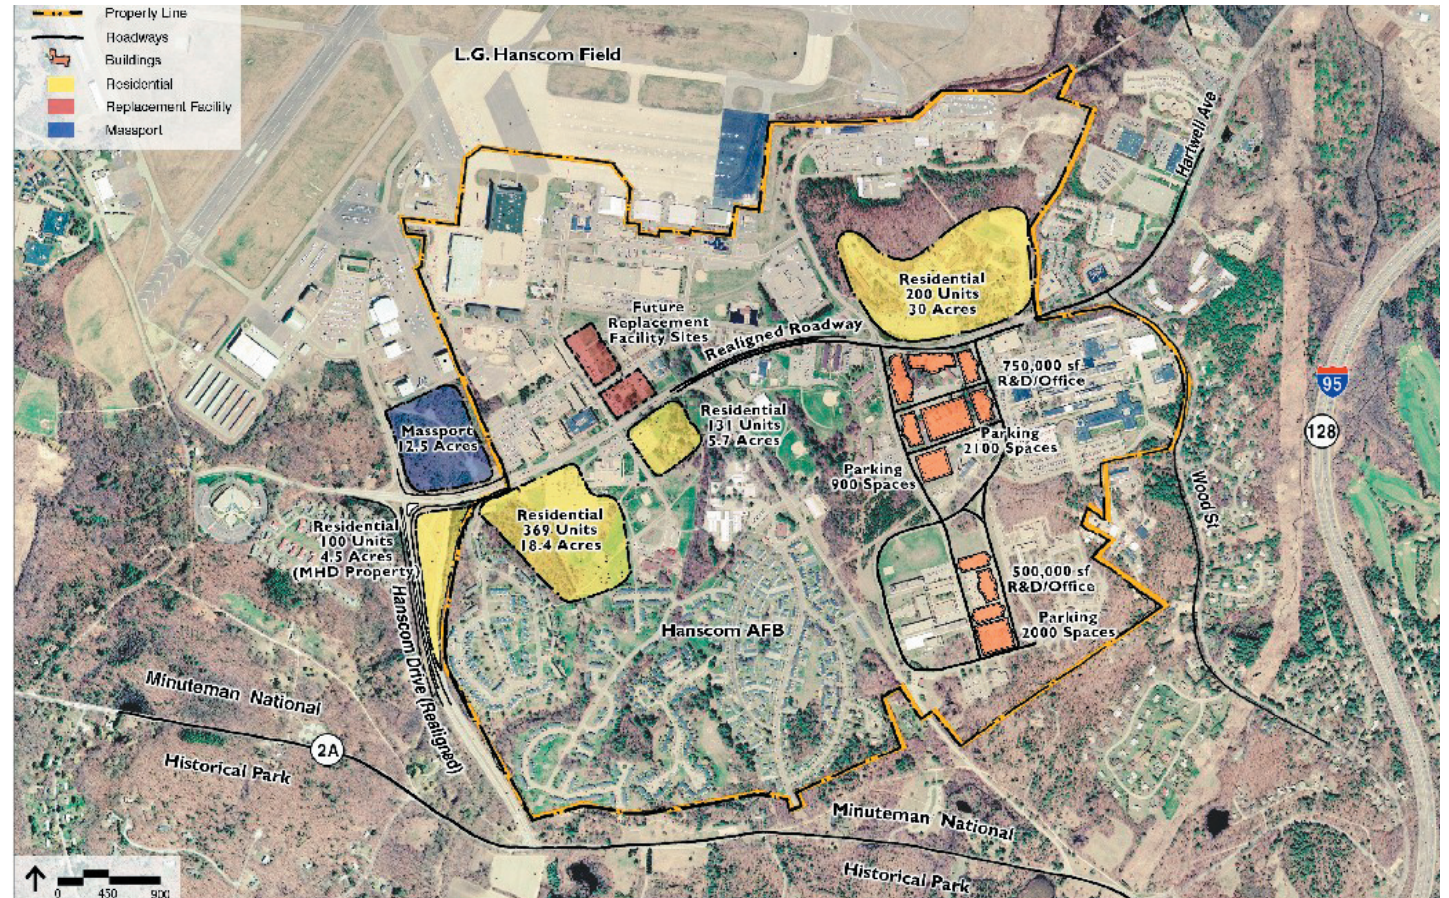 Property Line
Roadways
Buildings
Residential
Replacement Facility
Massport
L.G. Hanscom Field
Hartwell Ave
Residential
200 Units
30 Acres
Future
Replacement
Facility Sites
Realigned Roadway
750,000 sf
R&D/Office
95
128
Massport
12.5 Acres
Residential
131 Units
5.7 Acres
Parking
2100 Spaces
Parking
900 Spaces
Wood St
Residential
369 Units
18.4 Acres
Residential
100 Units
4.5 Acres
(MHD Property)
500,000 sf
R&D/Office
Parking
2000 Spaces
Hanscom AFB
Hanscom Drive (Realigned)
Minuteman National
2A
Historical Park
Minuteman National
Historical Park
0 450 900